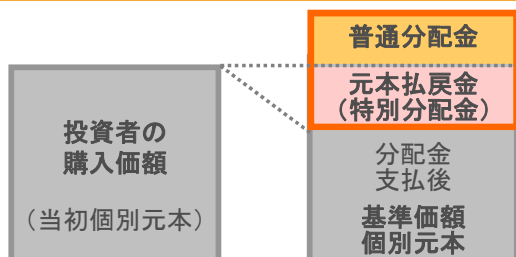 普通分配金
元本払戻金
（特別分配金）
投資者の
購入価額
（当初個別元本）
分配金
支払後
基準価額
個別元本